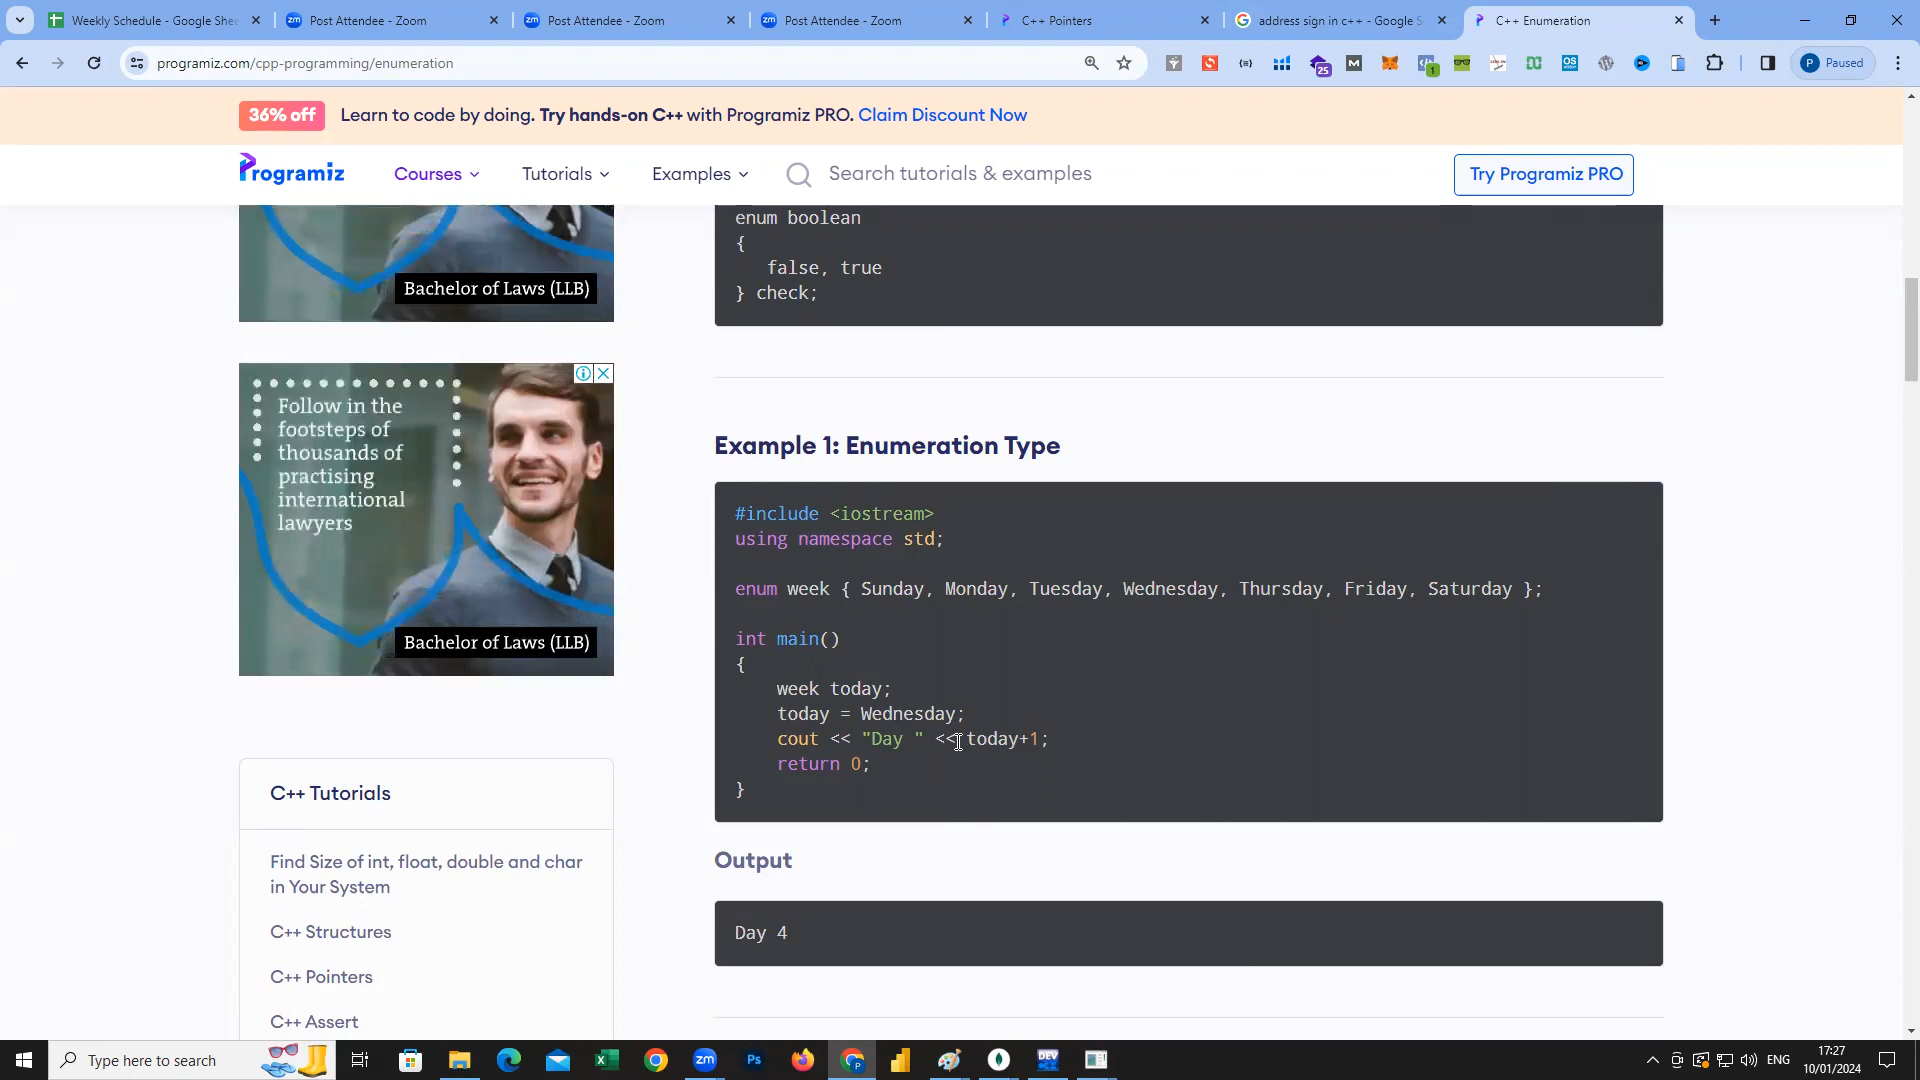 Weekly Schedule - Google Shee
Post Attendee - Zoom
Post Attendee - Zoom
Post Attendee - Zoom
C++ Pointers
address sign in c++ - Google S
C++ Enumeration
programiz.com/cpp-programming/enumeration
25
1
P Paused
36% off
Learn to code by doing. Try hands-on C++ with Programiz PRO. Claim Discount Now
Programiz
Courses
Tutorials
Examples
Search tutorials & examples
Try Programiz PRO
Bachelor of Laws (LLB)
enum boolean
{
false, true
} check;
Follow in the
footsteps of
thousands of
practising
international
lawyers
Bachelor of Laws (LLB)
Example 1: Enumeration Type
#include <iostream>
using namespace std;
enum week { Sunday, Monday, Tuesday, Wednesday, Thursday, Friday, Saturday };
int main()
{
week today;
today = Wednesday;
cout << "Day " << today+1;
return 0;
}
Output
Day 4
C++ Tutorials
Find Size of int, float, double and char
in Your System
C++ Structures
C++ Pointers
C++ Assert
Type here to search
zm
Ps
DEV
ENG
17:27
10/01/2024